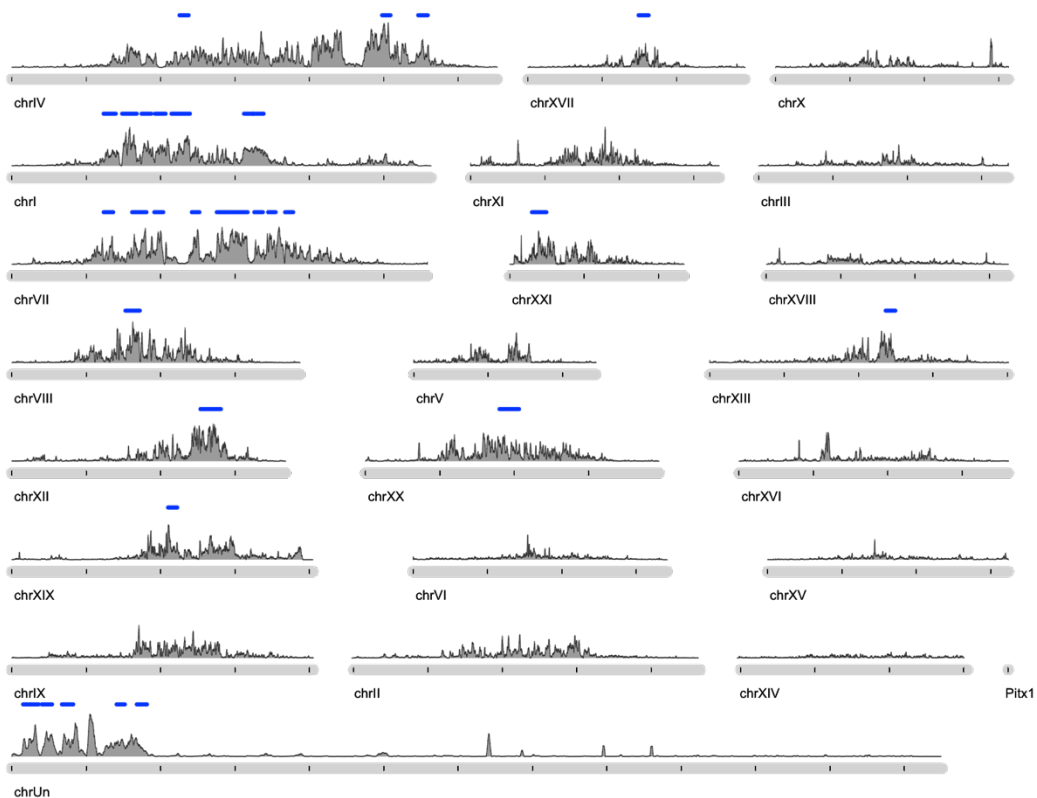 chrIV chrXVII chrX
chrI chrXI chrIII
chrVII chrXXI chrXVIII
chrVIII chrV chrXIII
chrXII chrXX chrXVI
chrXIX chrVI chrXV
chrIX chrII chrXIV Pitx1
chrUn